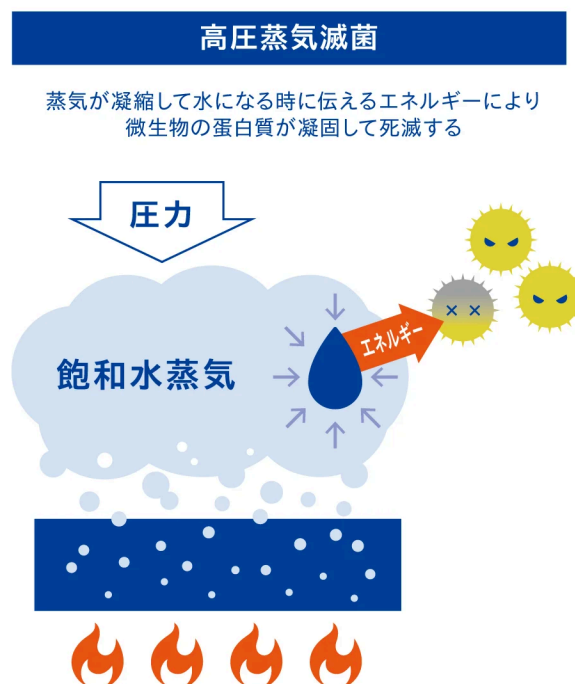 高圧蒸気滅菌
蒸気が凝縮して水になる時に伝えるエネルギーにより
微生物の蛋白質が凝固して死滅する
圧力
エネルギー
飽和水蒸気